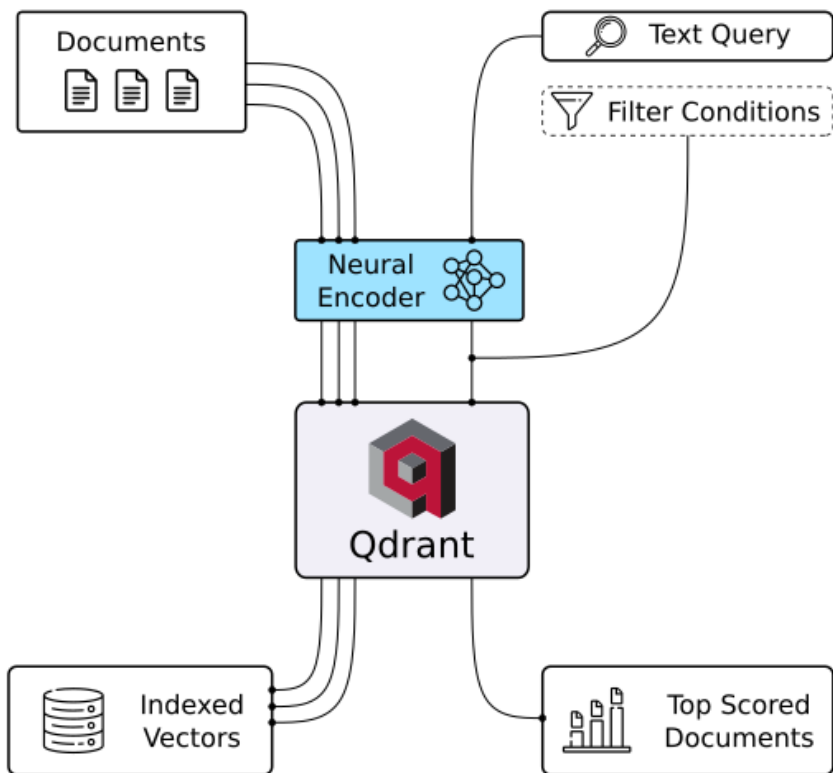 Documents
Text Query
Filter Conditions
Neural
Encoder
Qdrant
Indexed
Vectors
Top Scored
Documents